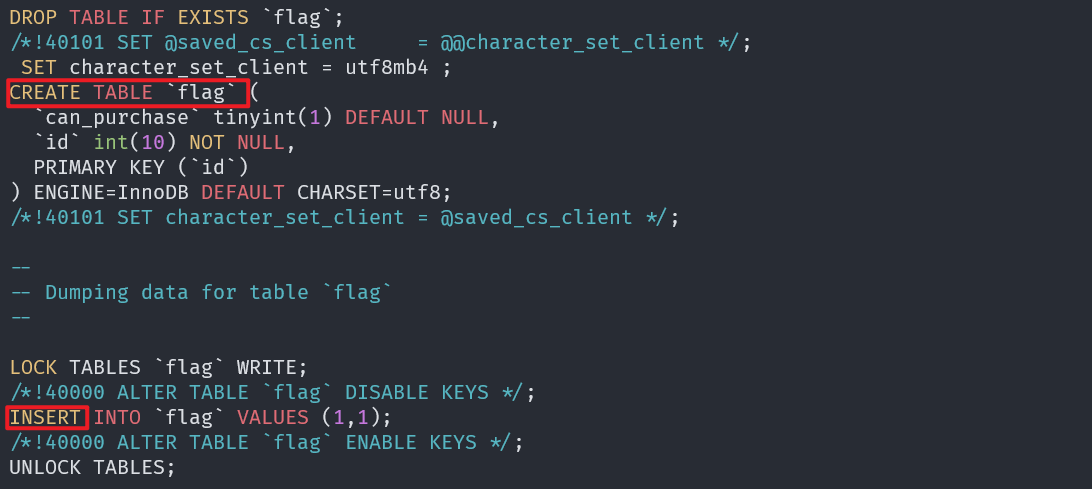 DROP TABLE IF EXISTS `flag`;
/*!40101 SET @saved_cs_client     = @@character_set_client */;
 SET character_set_client = utf8mb4 ;
CREATE TABLE `flag` (
  `can_purchase` tinyint(1) DEFAULT NULL,
  `id` int(10) NOT NULL,
  PRIMARY KEY (`id`)
) ENGINE=InnoDB DEFAULT CHARSET=utf8;
/*!40101 SET character_set_client = @saved_cs_client */;
--
-- Dumping data for table `flag`
--
LOCK TABLES `flag` WRITE;
/*!40000 ALTER TABLE `flag` DISABLE KEYS */;
INSERT INTO `flag` VALUES (1,1);
/*!40000 ALTER TABLE `flag` ENABLE KEYS */;
UNLOCK TABLES;